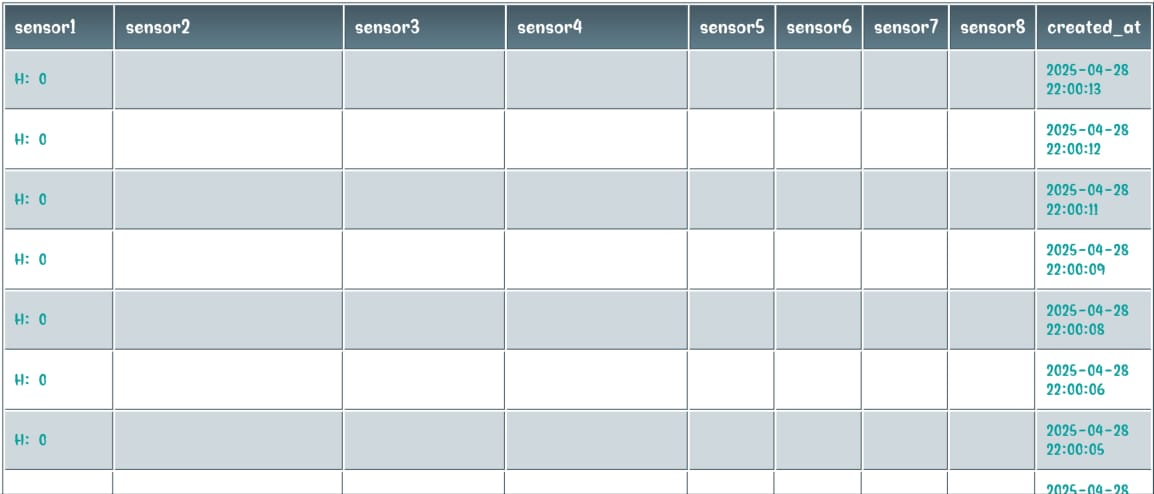 sensor1 sensor2 sensor3 sensor4 sensor5 sensor6 sensor7 sensor8 created_at
H: 0 2025-04-28
22:00:13
H: 0 2025-04-28
22:00:12
H: 0 2025-04-28
22:00:11
H: 0 2025-04-28
22:00:09
H: 0 2025-04-28
22:00:08
H: 0 2025-04-28
22:00:06
H: 0 2025-04-28
22:00:05
2025-04-28